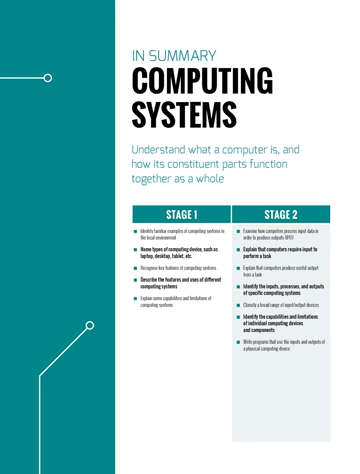 IN SUMMARY
COMPUTING
SYSTEMS
Understand what a computer is, and
how its constituent parts function
together as a whole
STAGE 1
Identify familiar examples of computing systems in
the local environment
Name types of computing device, such as
laptop, desktop, tablet, etc.
Recognise key features of computing systems
Describe the features and uses of different
computing systems
Explain some capabilities and limitations of
computing systems
STAGE 2
Examine how computers process input data in
order to produce outputs (IPO)
Explain that computers require input to
perform a task
Explain that computers produce useful output
from a task
Identify the inputs, processes, and outputs
of specific computing systems
Classify a broad range of input/output devices
Identify the capabilities and limitations
of individual computing devices
and components
Write programs that use the inputs and outputs of
a physical computing device